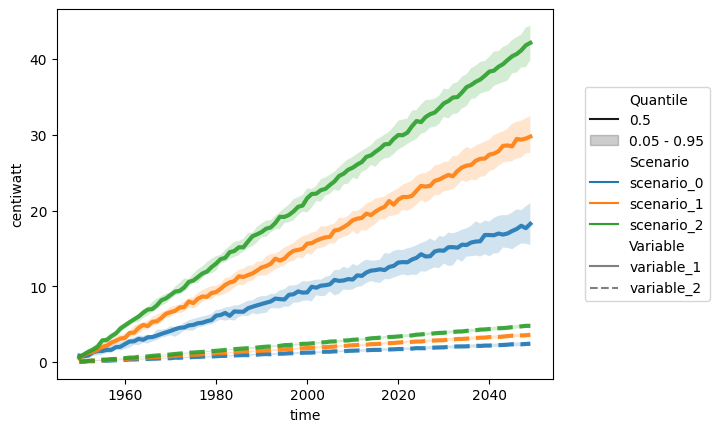 40
30
20
10
0
centiwatt
1960
1980
2000
2020
2040
time
Quantile
0.5
0.05 - 0.95
Scenario
scenario_0
scenario_1
scenario_2
Variable
variable_1
variable_2